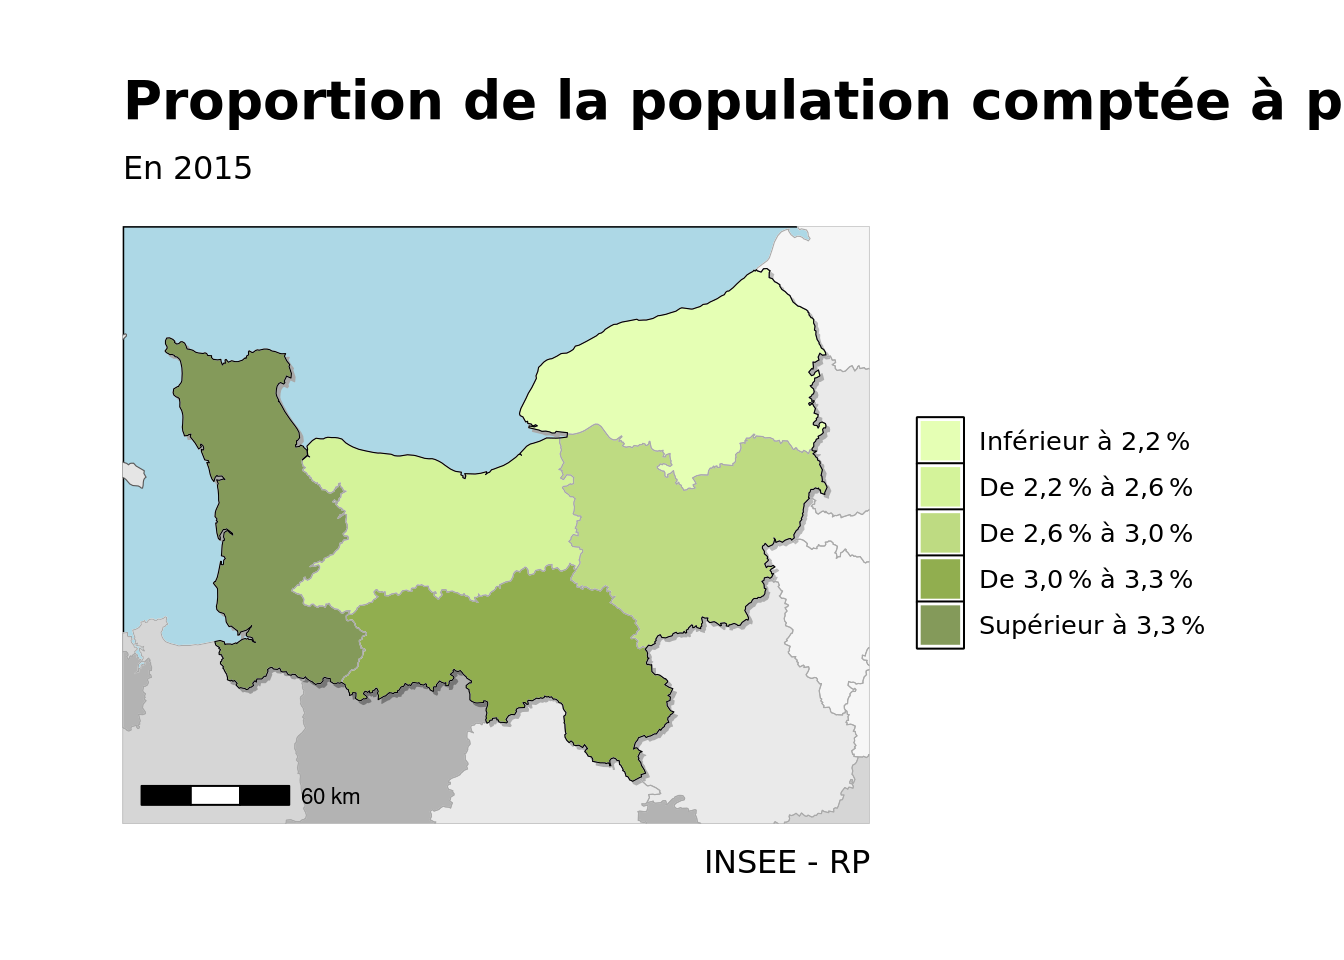 Proportion de la population comptée à p
En 2015
Inférieur à 2,2 %
De 2,2 % à 2,6 %
De 2,6 % à 3,0 %
De 3,0 % à 3,3 %
Supérieur à 3,3 %
60 km
INSEE - RP